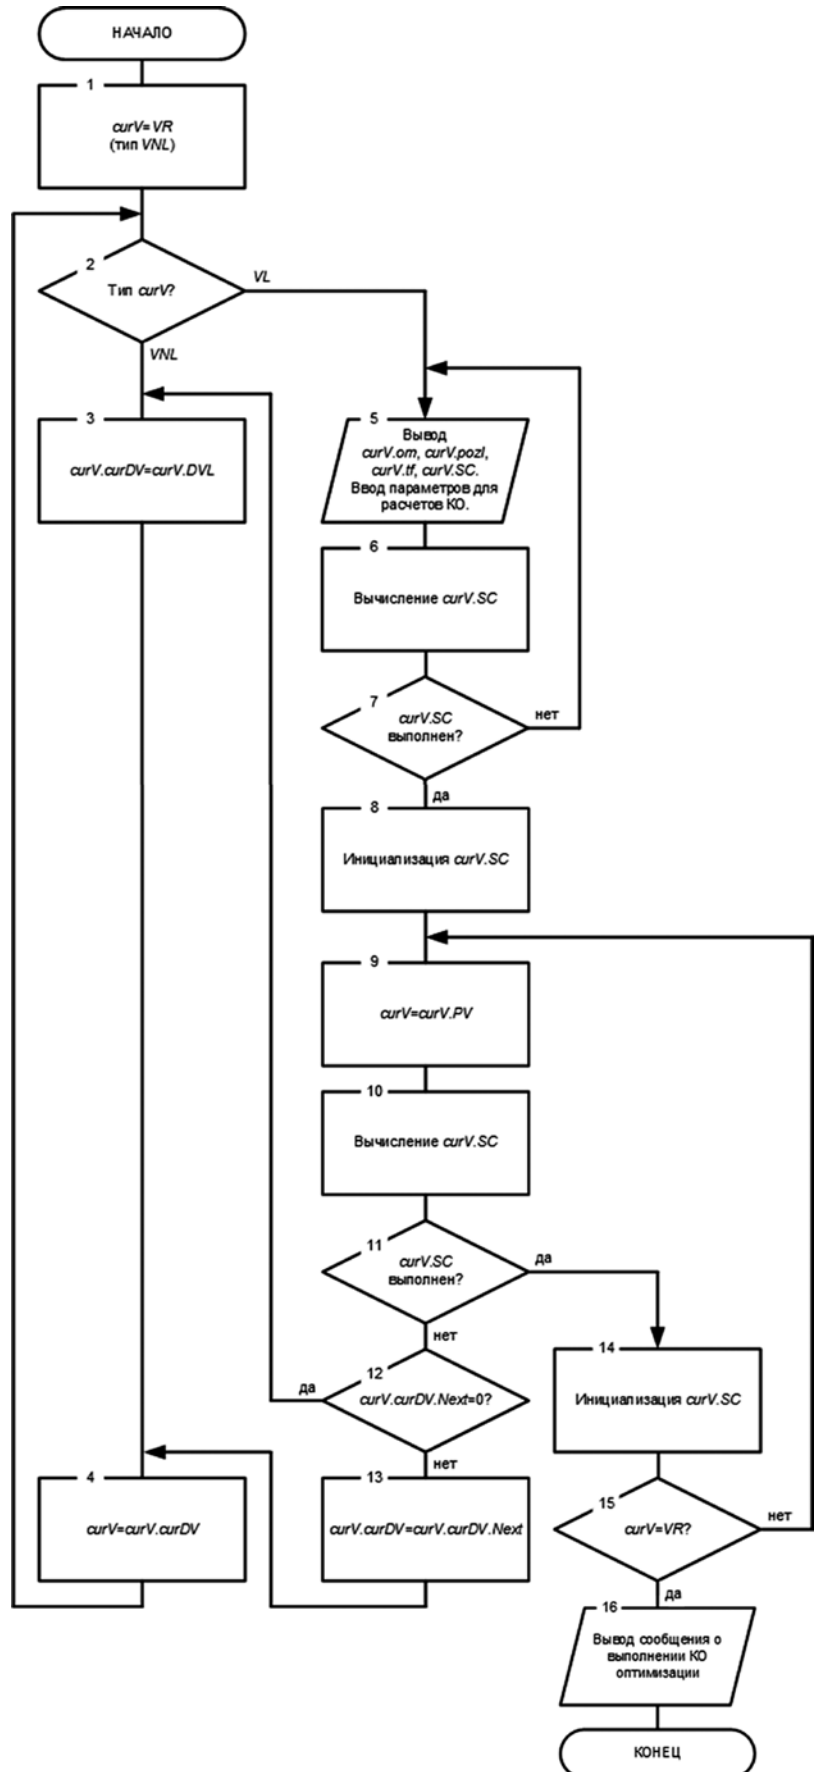 НАЧАЛО
1
curV=VR
(тип VNL)
2
Тип curV?
VL
VNL
3
curV.curDV=curV.DVL
5
Вывод
curV.om, curV.pozl,
curV.tf, curV.SC.
Ввод параметров для
расчетов КО.
6
Вычисление curV.SC
7
curV.SC
выполнен?
нет
да
8
Инициализация curV.SC
9
curV=curV.PV
10
Вычисление curV.SC
11
curV.SC
выполнен?
да
нет
12
curV.curDV.Next=0?
да
нет
14
Инициализация curV.SC
4
curV=curV.curDV
13
curV.curDV=curV.curDV.Next
15
curV=VR?
нет
да
16
Вывод сообщения о
выполнении КО
оптимизации
КОНЕЦ